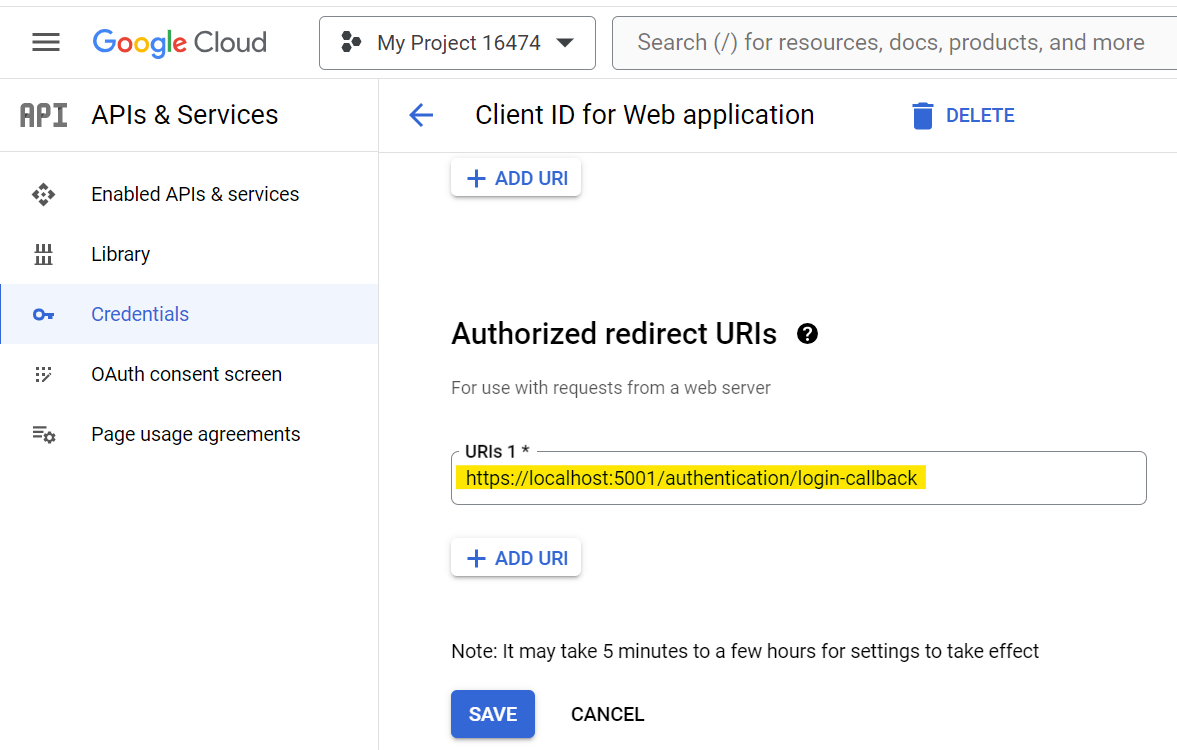 Google Cloud
My Project 16474
Search (/) for resources, docs, products, and more
API
APIs & Services
Client ID for Web application
DELETE
Enabled APIs & services
Library
Credentials
OAuth consent screen
Page usage agreements
ADD URI
Authorized redirect URIs
For use with requests from a web server
URIs 1 *
https://localhost:5001/authentication/login-callback
ADD URI
Note: It may take 5 minutes to a few hours for settings to take effect
SAVE
CANCEL